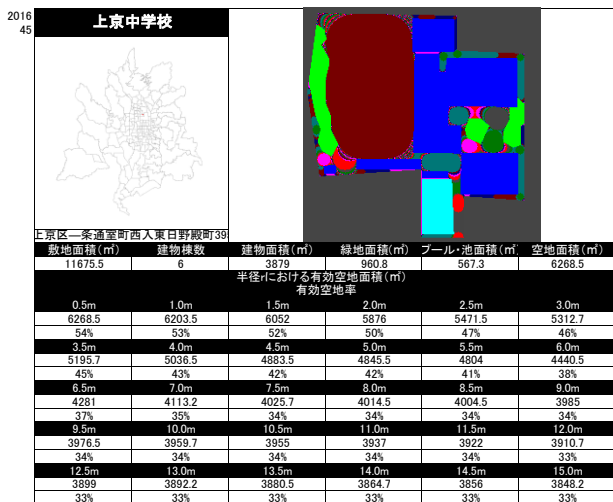 2016
45
上京中学校
上京区一条通室町西入東日野殿町39
敷地面積(㎡) 建物棟数 建物面積(㎡) 緑地面積(㎡) プール・池面積(㎡) 空地面積(㎡)
11675.5 6 3879 960.8 567.3 6268.5
半径rにおける有効空地面積(㎡)
有効空地率
0.5m 1.0m 1.5m 2.0m 2.5m 3.0m
6268.5 6203.5 6052 5876 5471.5 5312.7
54% 53% 52% 50% 47% 46%
3.5m 4.0m 4.5m 5.0m 5.5m 6.0m
5195.7 5036.5 4883.5 4845.5 4804 4440.5
45% 43% 42% 42% 41% 38%
6.5m 7.0m 7.5m 8.0m 8.5m 9.0m
4281 4113.2 4025.7 4014.5 4004.5 3985
37% 35% 34% 34% 34% 34%
9.5m 10.0m 10.5m 11.0m 11.5m 12.0m
3976.5 3959.7 3955 3937 3922 3910.7
34% 34% 34% 34% 34% 33%
12.5m 13.0m 13.5m 14.0m 14.5m 15.0m
3899 3892.2 3880.5 3864.7 3856 3848.2
33% 33% 33% 33% 33% 33%